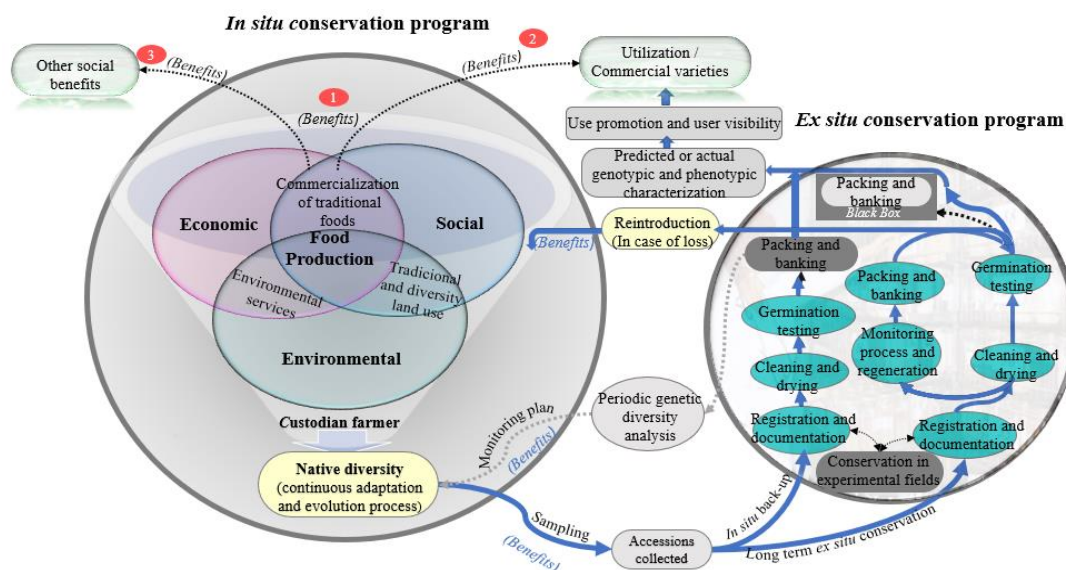 In situ conservation program
3
(Benefits)
2
(Benefits)
Other social
benefits
Utilization /
Commercial varieties
1
(Benefits)
Use promotion and user visibility
Ex situ conservation program
Predicted or actual
genotypic and phenotypic
characterization
Packing and
banking
Black Box
Commercialization
of traditional
foods
Economic
Social
Food
Production
Reintroduction
(In case of loss)
(Benefits)
Packing and
banking
Environmental
services
Tradicional
and diversity
land use
Environmental
Packing and
banking
Germination
testing
Germination
testing
Monitoring
process and
regeneration
Cleaning and
drying
Cleaning and
drying
Periodic genetic
diversity
analysis
Custodian farmer
Monitoring plan
(Benefits)
Registration and
documentation
Registration and
documentation
Conservation in
experimental fields
Native diversity
(continuous adaptation
and evolution process)
Sampling
(Benefits)
Accessions
collected
In situ back-up
Long term ex situ conservation